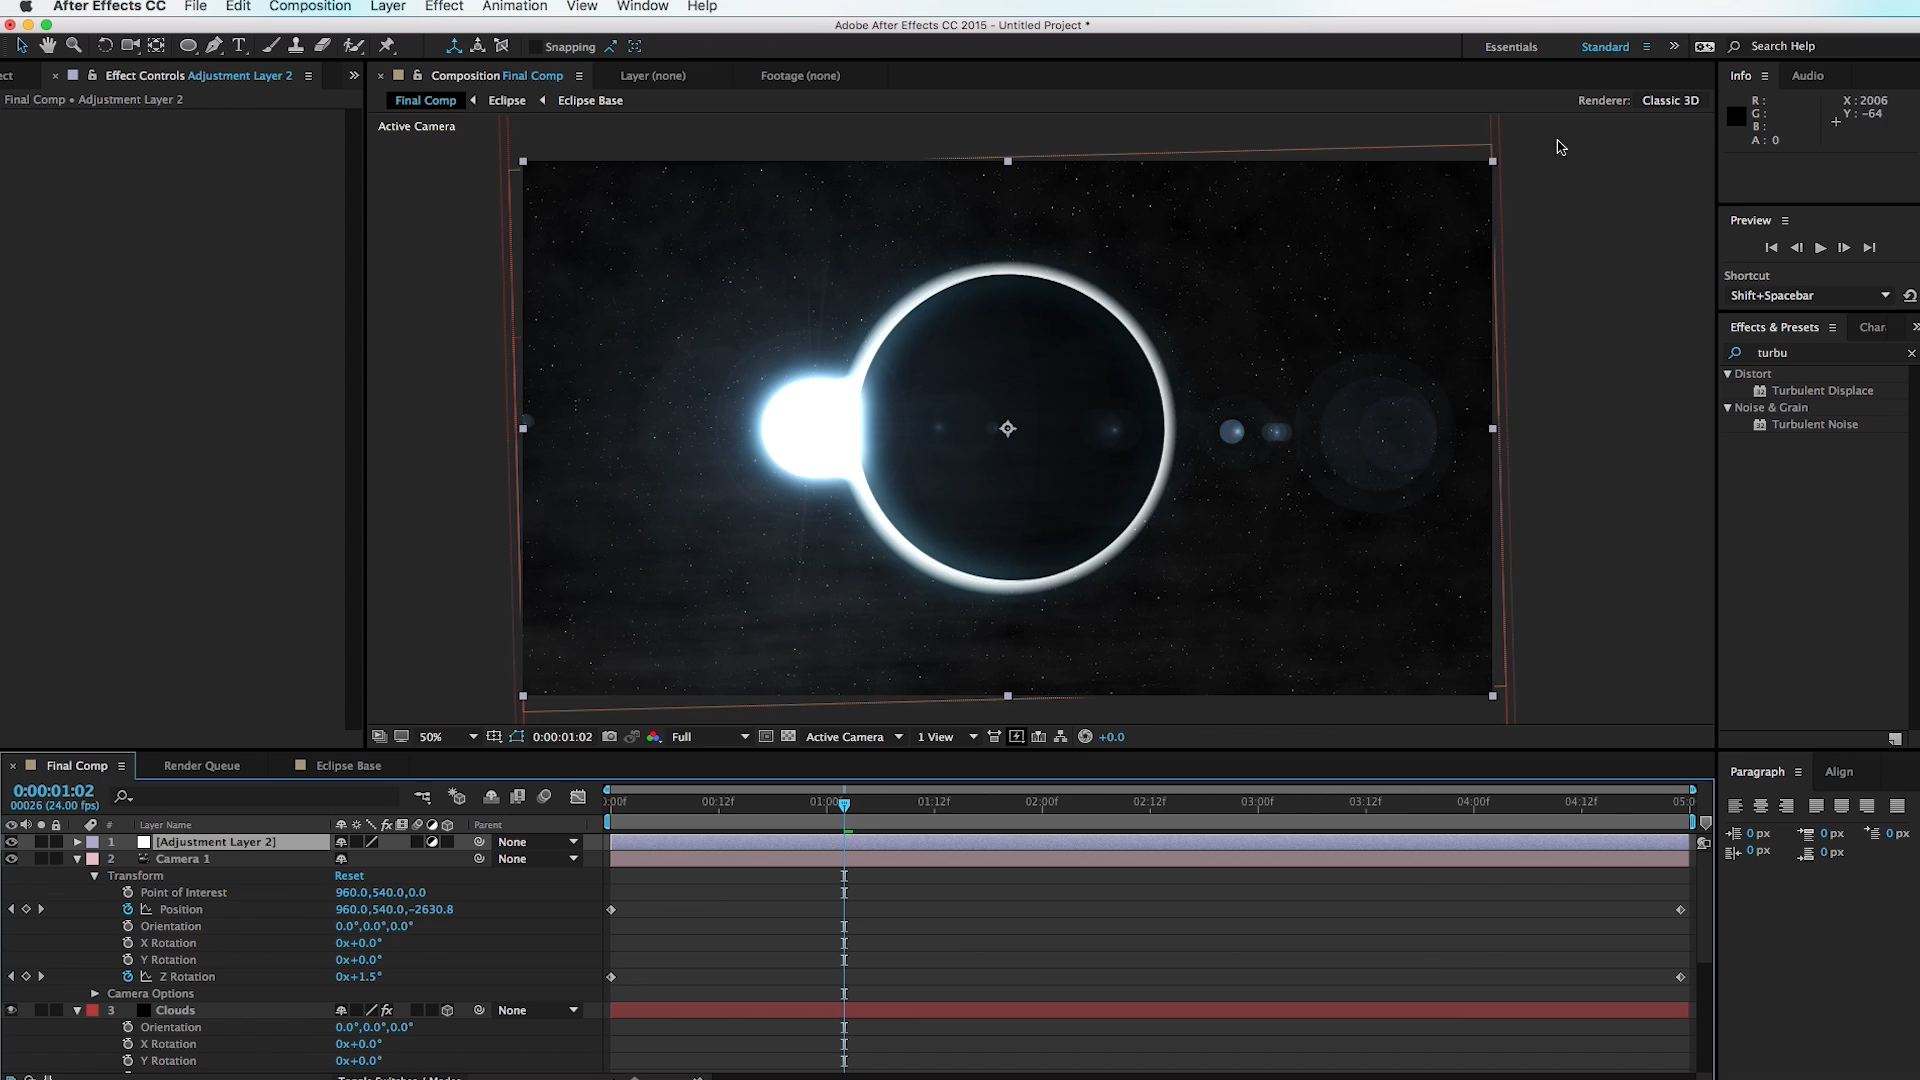 After Effects CC File Edit Composition Layer Effect Animation View Window Help
Adobe After Effects CC 2015 - Untitled Project *
Snapping Essentials Standard Search Help
ect Effect Controls Adjustment Layer 2 Composition Final Comp Layer (none) Footage (none) Info Audio
Final Comp • Adjustment Layer 2
Final Comp Eclipse Eclipse Base Renderer: Classic 3D
Active Camera
R: X : 2006
G: Y : -64
B:
A : 0
Preview
Shortcut
Shift+Spacebar
Effects & Presets Char
turbu
Distort
32 Turbulent Displace
Noise & Grain
32 Turbulent Noise
50% 0:00:01:02 Full Active Camera 1 View +0.0
Final Comp Render Queue Eclipse Base
Paragraph Align
0:00:01:02
00026 (24.00 fps)
):00f 00:12f 01:00f 01:12f 02:00f 02:12f 03:00f 03:12f 04:00f 04:12f 05:0
# Layer Name fx Parent
1 [Adjustment Layer 2] None
2 Camera 1 None
Transform Reset
Point of Interest 960.0,540.0,0.0
Position 960.0,540.0,-2630.8
Orientation 0.0°,0.0°,0.0°
X Rotation 0x+0.0°
Y Rotation 0x+0.0°
Z Rotation 0x+1.5°
Camera Options
3 Clouds fx None
Orientation 0.0°,0.0°,0.0°
X Rotation 0x+0.0°
Y Rotation 0x+0.0°
0 px 0 px 0 px
0 px 0 px